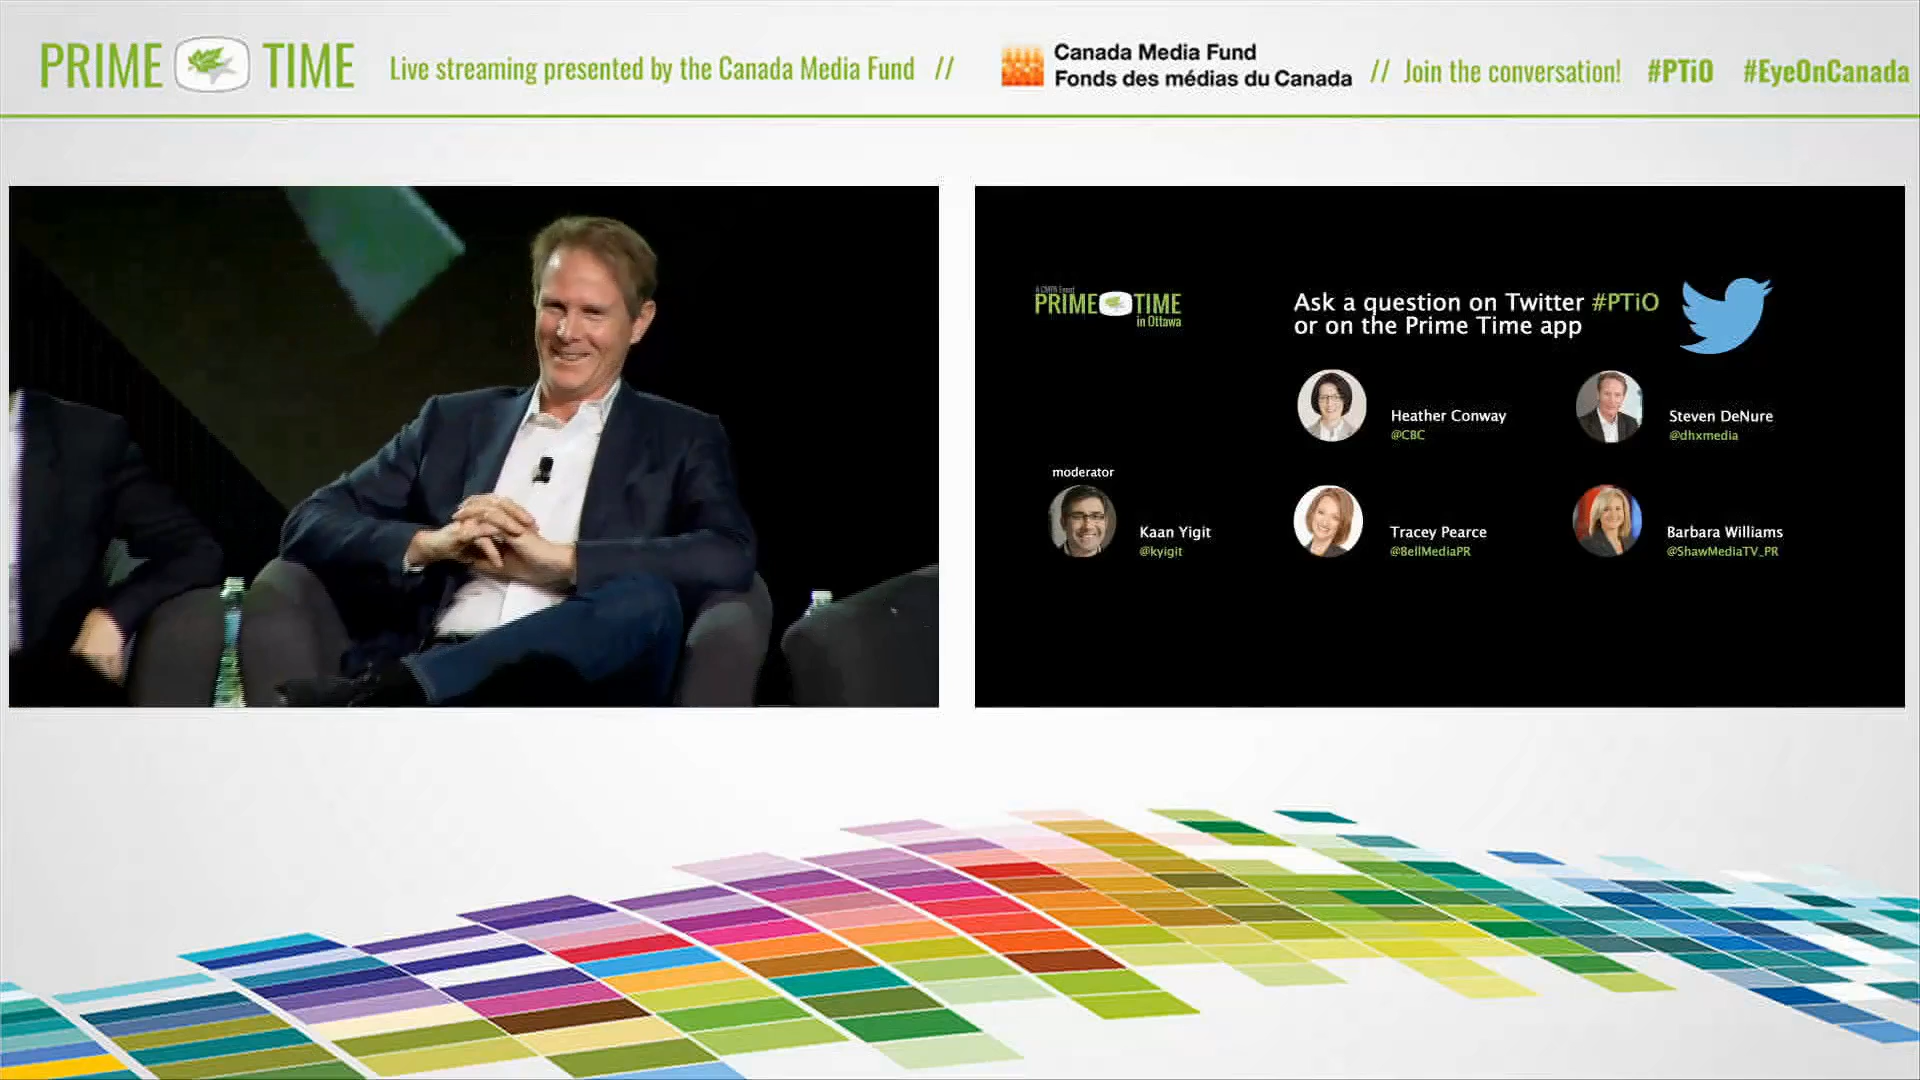 PRIME TIME
Live streaming presented by the Canada Media Fund //
Canada Media Fund
Fonds des médias du Canada
// Join the conversation! #PTiO #EyeOnCanada
PRIME TIME
in Ottawa
Ask a question on Twitter #PTiO
or on the Prime Time app
Heather Conway
@CBC
Steven DeNure
@dhxmedia
moderator
Kaan Yigit
@kyigit
Tracey Pearce
@BellMediaPR
Barbara Williams
@ShawMediaTV_PR